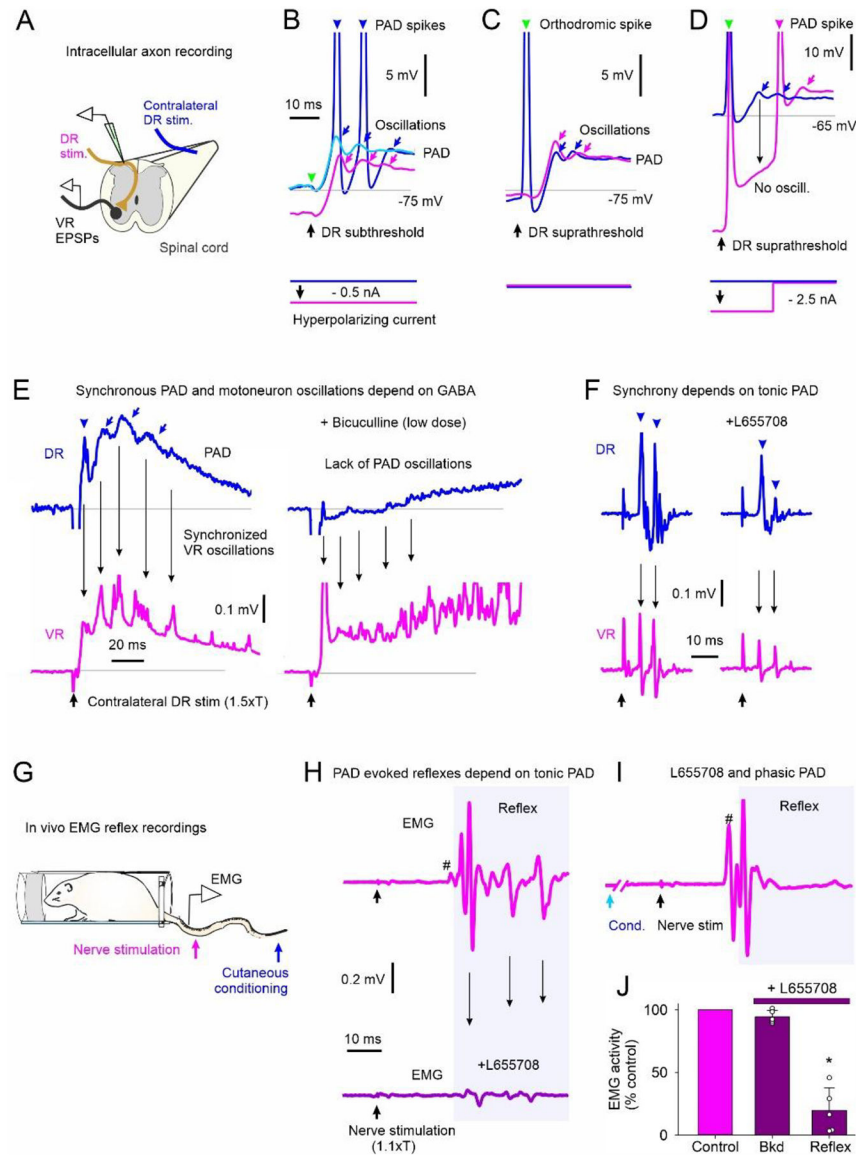 A
Intracellular axon recording
Contralateral
DR stim.
DR
stim.
VR
EPSPs
Spinal cord
B
PAD spikes
5 mV
10 ms
Oscillations
PAD
-75 mV
DR subthreshold
- 0.5 nA
Hyperpolarizing current
C
Orthodromic spike
5 mV
Oscillations
PAD
-75 mV
DR suprathreshold
D
PAD spike
10 mV
-65 mV
No oscill.
DR suprathreshold
- 2.5 nA
E
Synchronous PAD and motoneuron oscillations depend on GABA
DR
PAD
+ Bicuculline (low dose)
Lack of PAD oscillations
Synchronized
VR oscillations
0.1 mV
VR
20 ms
Contralateral DR stim (1.5xT)
F
Synchrony depends on tonic PAD
DR
+L655708
0.1 mV
VR
10 ms
G
In vivo EMG reflex recordings
EMG
Nerve stimulation
Cutaneous
conditioning
H
PAD evoked reflexes depend on tonic PAD
EMG
Reflex
#
0.2 mV
10 ms
EMG
+L655708
Nerve stimulation
(1.1xT)
I
L655708 and phasic PAD
Reflex
#
Cond.
Nerve stim
J
+ L655708
EMG activity
(% control)
100
50
0
*
Control
Bkd
Reflex